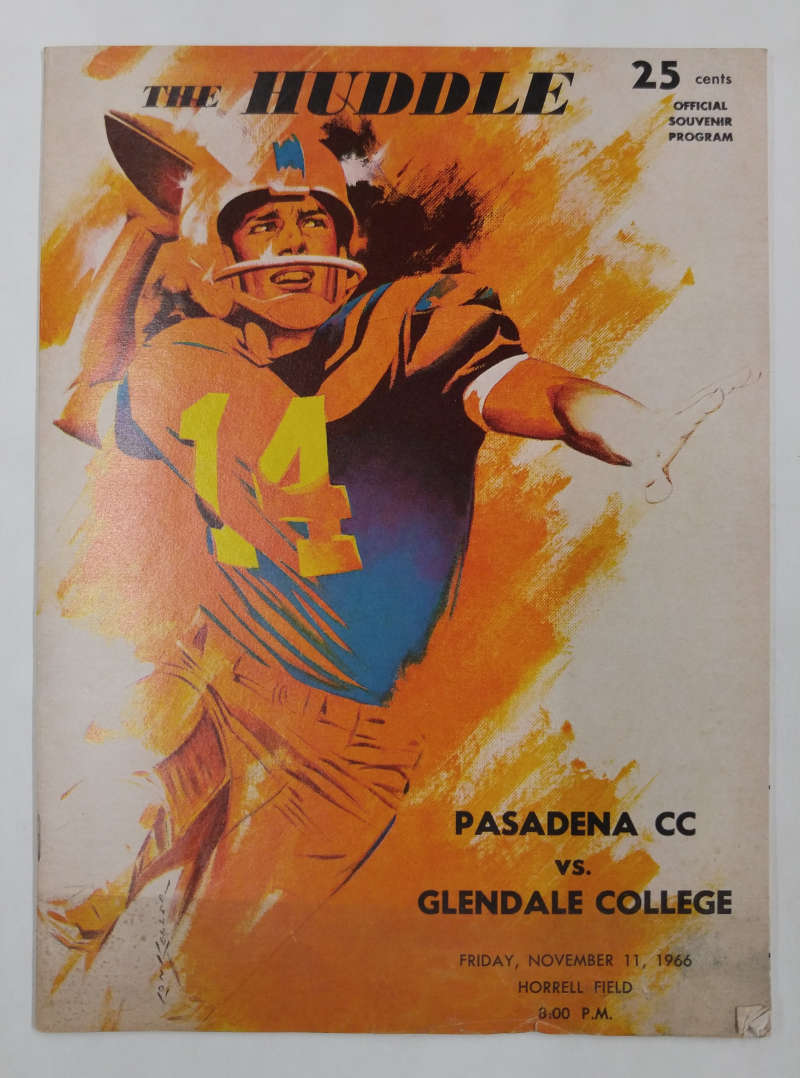 THE HUDDLE
25 cents
OFFICIAL
SOUVENIR
PROGRAM
14
PASADENA CC
VS.
GLENDALE COLLEGE
FRIDAY, NOVEMBER 11, 1966
HORRELL FIELD
8:00 P.M.